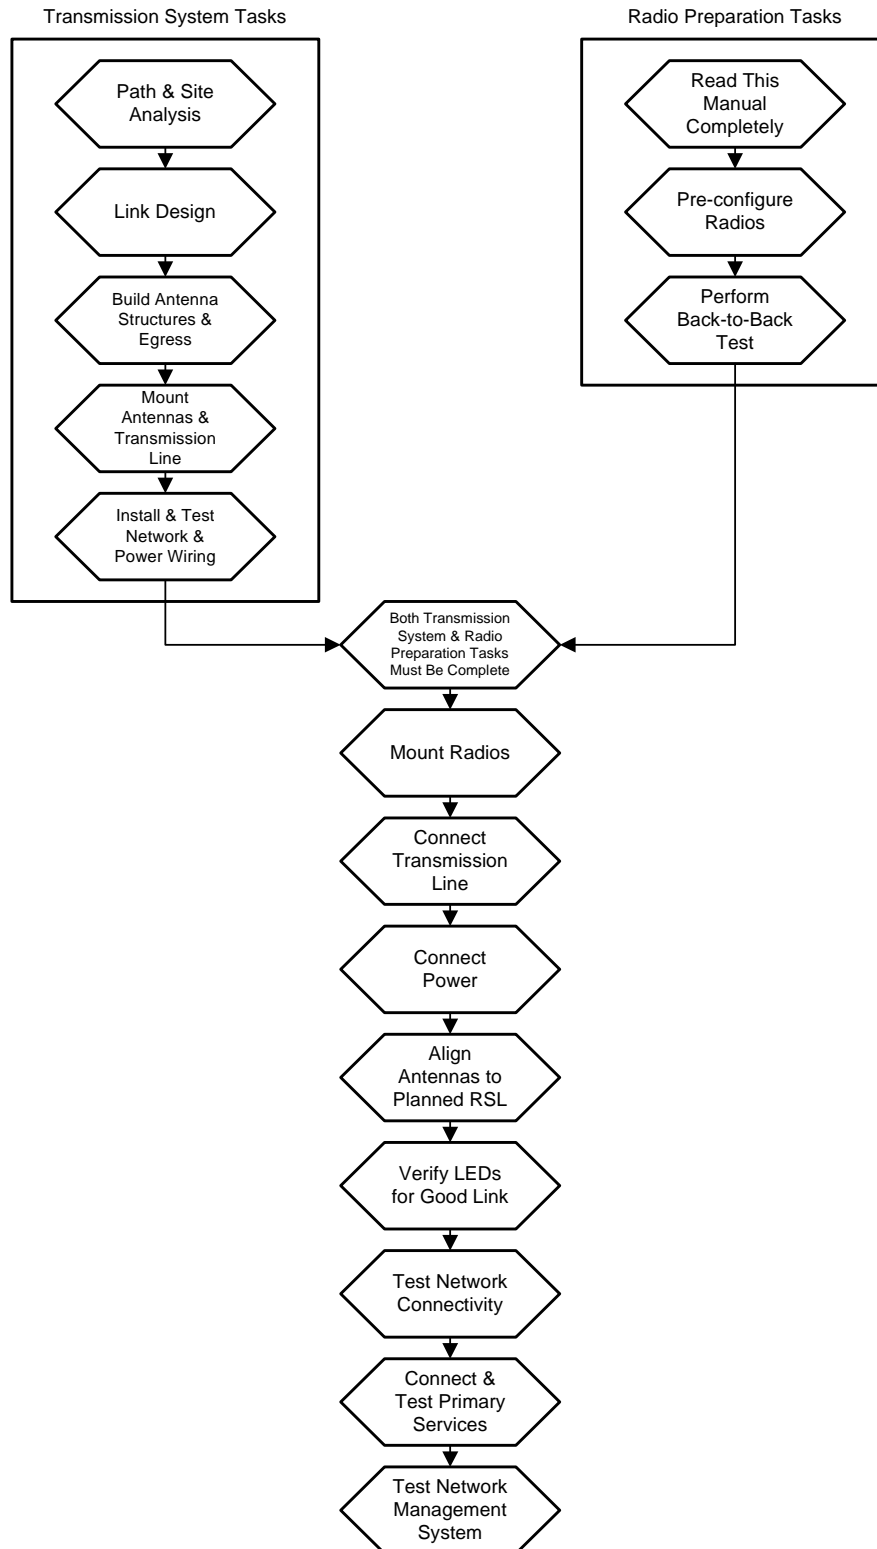 Transmission System Tasks
Path & Site
Analysis
Link Design
Build Antenna
Structures &
Egress
Mount
Antennas &
Transmission
Line
Install & Test
Network &
Power Wiring
Radio Preparation Tasks
Read This
Manual
Completely
Pre-configure
Radios
Perform
Back-to-Back
Test
Both Transmission
System & Radio
Preparation Tasks
Must Be Complete
Mount Radios
Connect
Transmission
Line
Connect
Power
Align
Antennas to
Planned RSL
Verify LEDs
for Good Link
Test Network
Connectivity
Connect &
Test Primary
Services
Test Network
Management
System